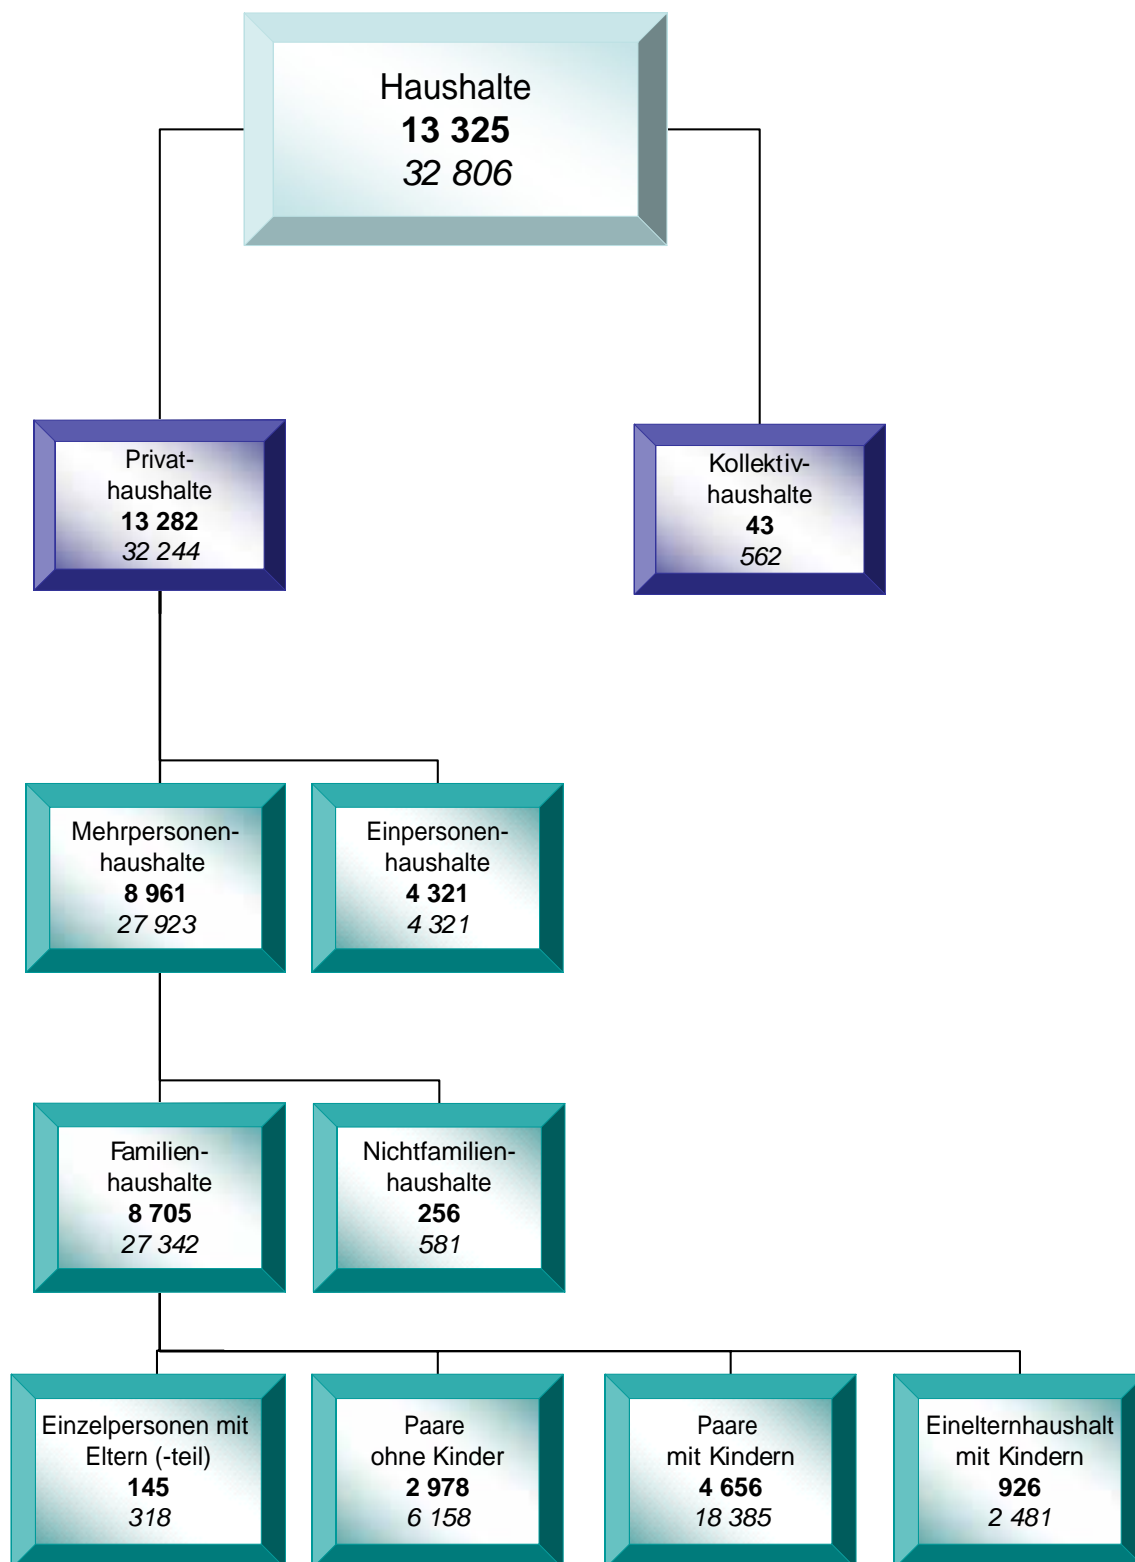 Haushalte
13 325
32 806
Privat-
haushalte
13 282
32 244
Kollektiv-
haushalte
43
562
Mehrpersonen-
haushalte
8 961
27 923
Einpersonen-
haushalte
4 321
4 321
Familien-
haushalte
8 705
27 342
Nichtfamilien-
haushalte
256
581
Einzelpersonen mit
Eltern (-teil)
145
318
Paare
ohne Kinder
2 978
6 158
Paare
mit Kindern
4 656
18 385
Einelternhaushalt
mit Kindern
926
2 481